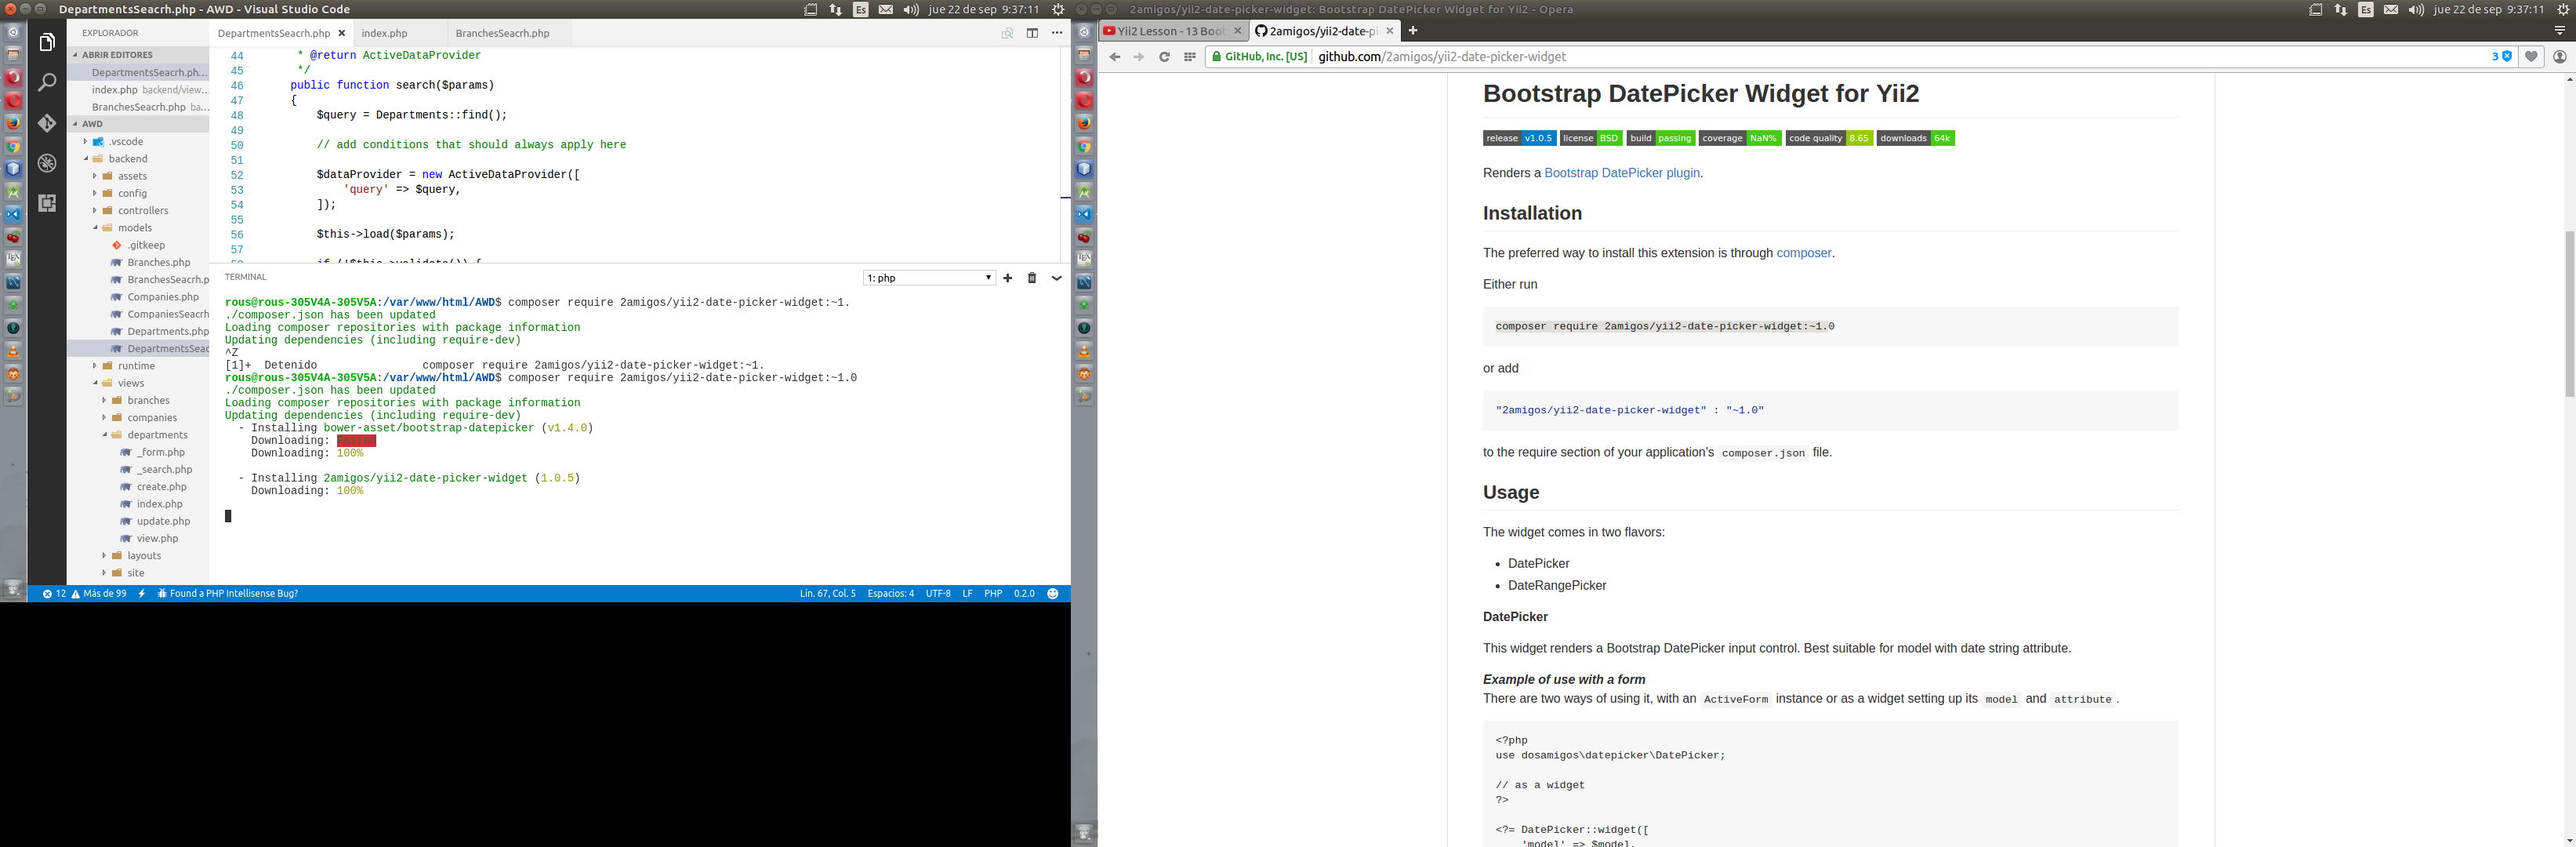 DepartmentsSeacrh.php - AWD - Visual Studio Code
Es
jue 22 de sep 9:37:11
EXPLORADOR
ABRIR EDITORES
DepartmentsSeacrh.ph...
index.php backend/view...
BranchesSeacrh.php ba...
AWD
.vscode
backend
assets
config
controllers
models
.gitkeep
Branches.php
BranchesSeacrh.p
Companies.php
CompaniesSeacrh
Departments.php
DepartmentsSeac
runtime
views
branches
companies
departments
_form.php
_search.php
create.php
index.php
update.php
view.php
layouts
site
DepartmentsSeacrh.php
index.php
BranchesSeacrh.php
44 * @return ActiveDataProvider
45 */
46 public function search($params)
47 {
48 $query = Departments::find();
49
50 // add conditions that should always apply here
51
52 $dataProvider = new ActiveDataProvider([
53 'query' => $query,
54 ]);
55
56 $this->load($params);
57
TERMINAL
1: php
rous@rous-305V4A-305V5A:/var/www/html/AWD$ composer require 2amigos/yii2-date-picker-widget:~1.
./composer.json has been updated
Loading composer repositories with package information
Updating dependencies (including require-dev)
^Z
[1]+ Detenido composer require 2amigos/yii2-date-picker-widget:~1.
rous@rous-305V4A-305V5A:/var/www/html/AWD$ composer require 2amigos/yii2-date-picker-widget:~1.0
./composer.json has been updated
Loading composer repositories with package information
Updating dependencies (including require-dev)
- Installing bower-asset/bootstrap-datepicker (v1.4.0)
Downloading: Failed
Downloading: 100%
- Installing 2amigos/yii2-date-picker-widget (1.0.5)
Downloading: 100%
12 Más de 99 Found a PHP Intellisense Bug?
Lín. 67, Col. 5 Espacios: 4 UTF-8 LF PHP 0.2.0
2amigos/yii2-date-picker-widget: Bootstrap DatePicker Widget for Yii2 - Opera
Es
jue 22 de sep 9:37:11
Yii2 Lesson - 13 Boot
2amigos/yii2-date-pi
GitHub, Inc. [US] github.com/2amigos/yii2-date-picker-widget
3
Bootstrap DatePicker Widget for Yii2
release v1.0.5 license BSD build passing coverage NaN% code quality 8.65 downloads 64k
Renders a Bootstrap DatePicker plugin.
Installation
The preferred way to install this extension is through composer.
Either run
composer require 2amigos/yii2-date-picker-widget:~1.0
or add
"2amigos/yii2-date-picker-widget" : "~1.0"
to the require section of your application's composer.json file.
Usage
The widget comes in two flavors:
• DatePicker
• DateRangePicker
DatePicker
This widget renders a Bootstrap DatePicker input control. Best suitable for model with date string attribute.
Example of use with a form
There are two ways of using it, with an ActiveForm instance or as a widget setting up its model and attribute.
<?php
use dosamigos\datepicker\DatePicker;
// as a widget
?>
<?= DatePicker::widget([
'model' => $model,